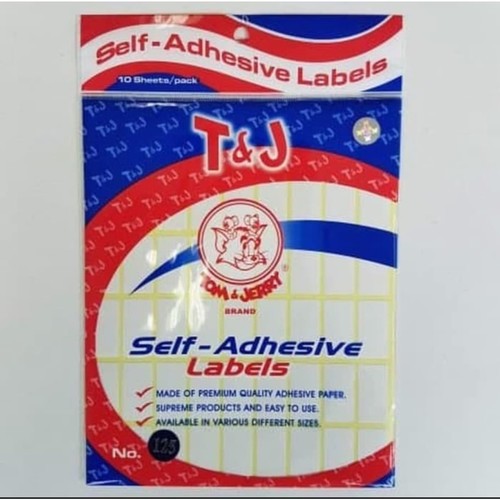 Self-Adhesive Labels
10 Sheets/pack
T&J
TOM & JERRY®
BRAND
Self-Adhesive
Labels
MADE OF PREMIUM QUALITY ADHESIVE PAPER.
SUPREME PRODUCTS AND EASY TO USE.
AVAILABLE IN VARIOUS DIFFERENT SIZES.
No. 125